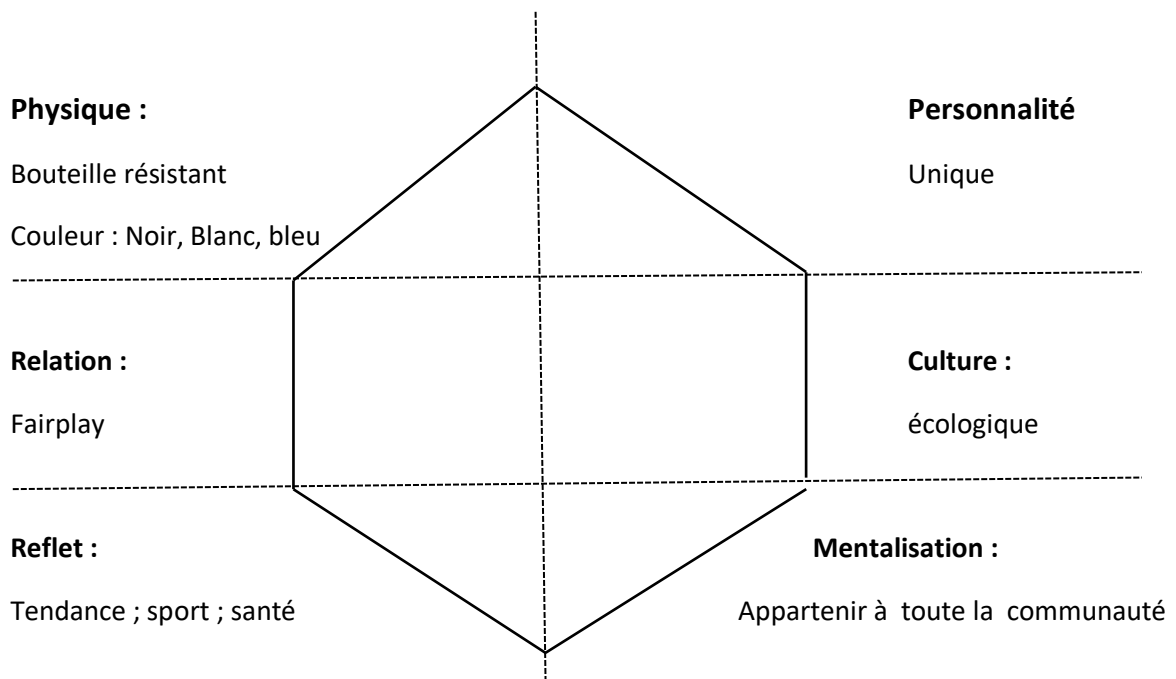 Physique :
Personnalité
Bouteille résistant
Unique
Couleur : Noir, Blanc, bleu
Relation :
Culture :
Fairplay
écologique
Reflet :
Mentalisation :
Tendance ; sport ; santé
Appartenir à toute la communauté